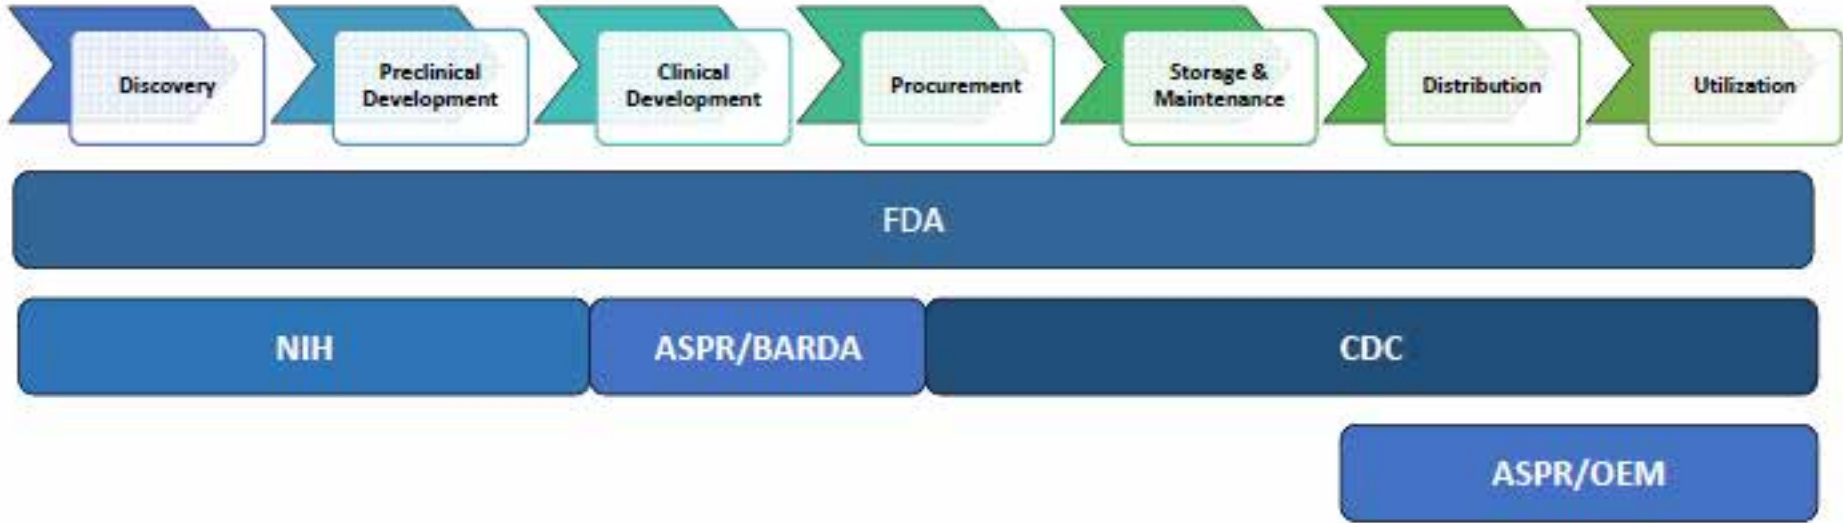 Discovery
Preclinical
Development
Clinical
Development
Procurement
Storage &
Maintenance
Distribution
Utilization
FDA
NIH
ASPR/BARDA
CDC
ASPR/OEM